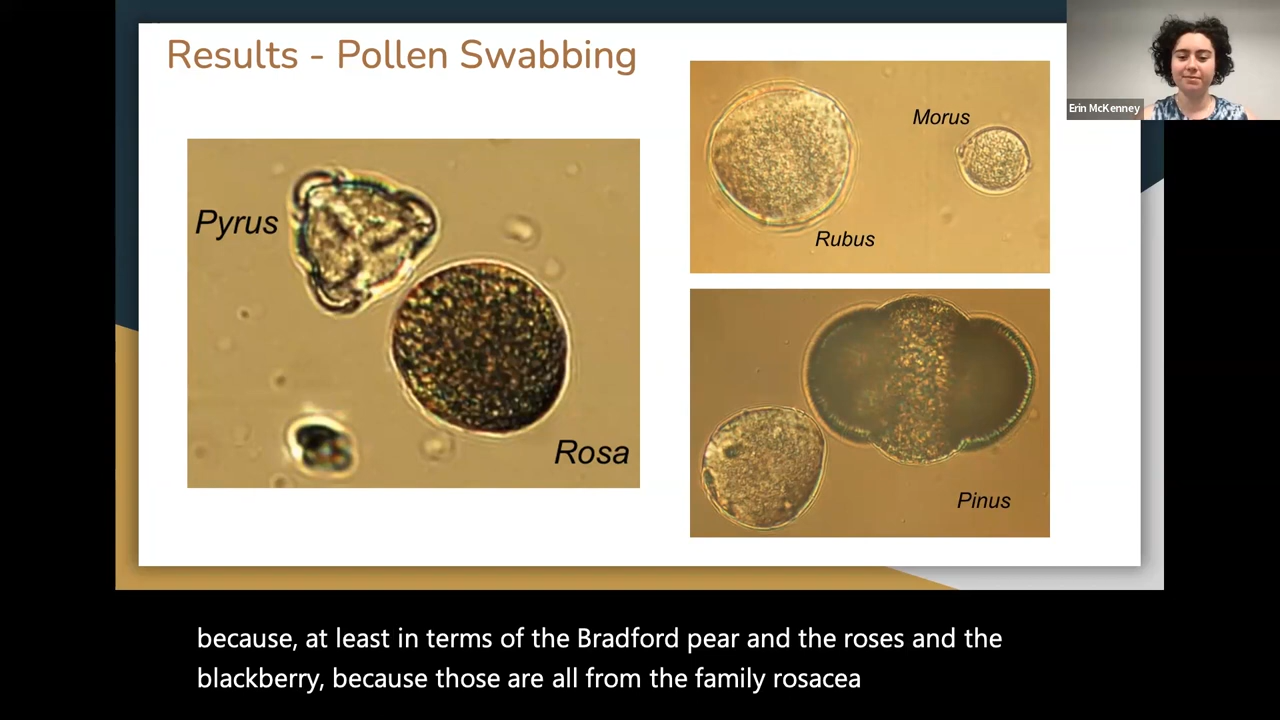 Results - Pollen Swabbing
Erin McKenney
Pyrus
Rosa
Morus
Rubus
Pinus
because, at least in terms of the Bradford pear and the roses and the
blackberry, because those are all from the family rosacea